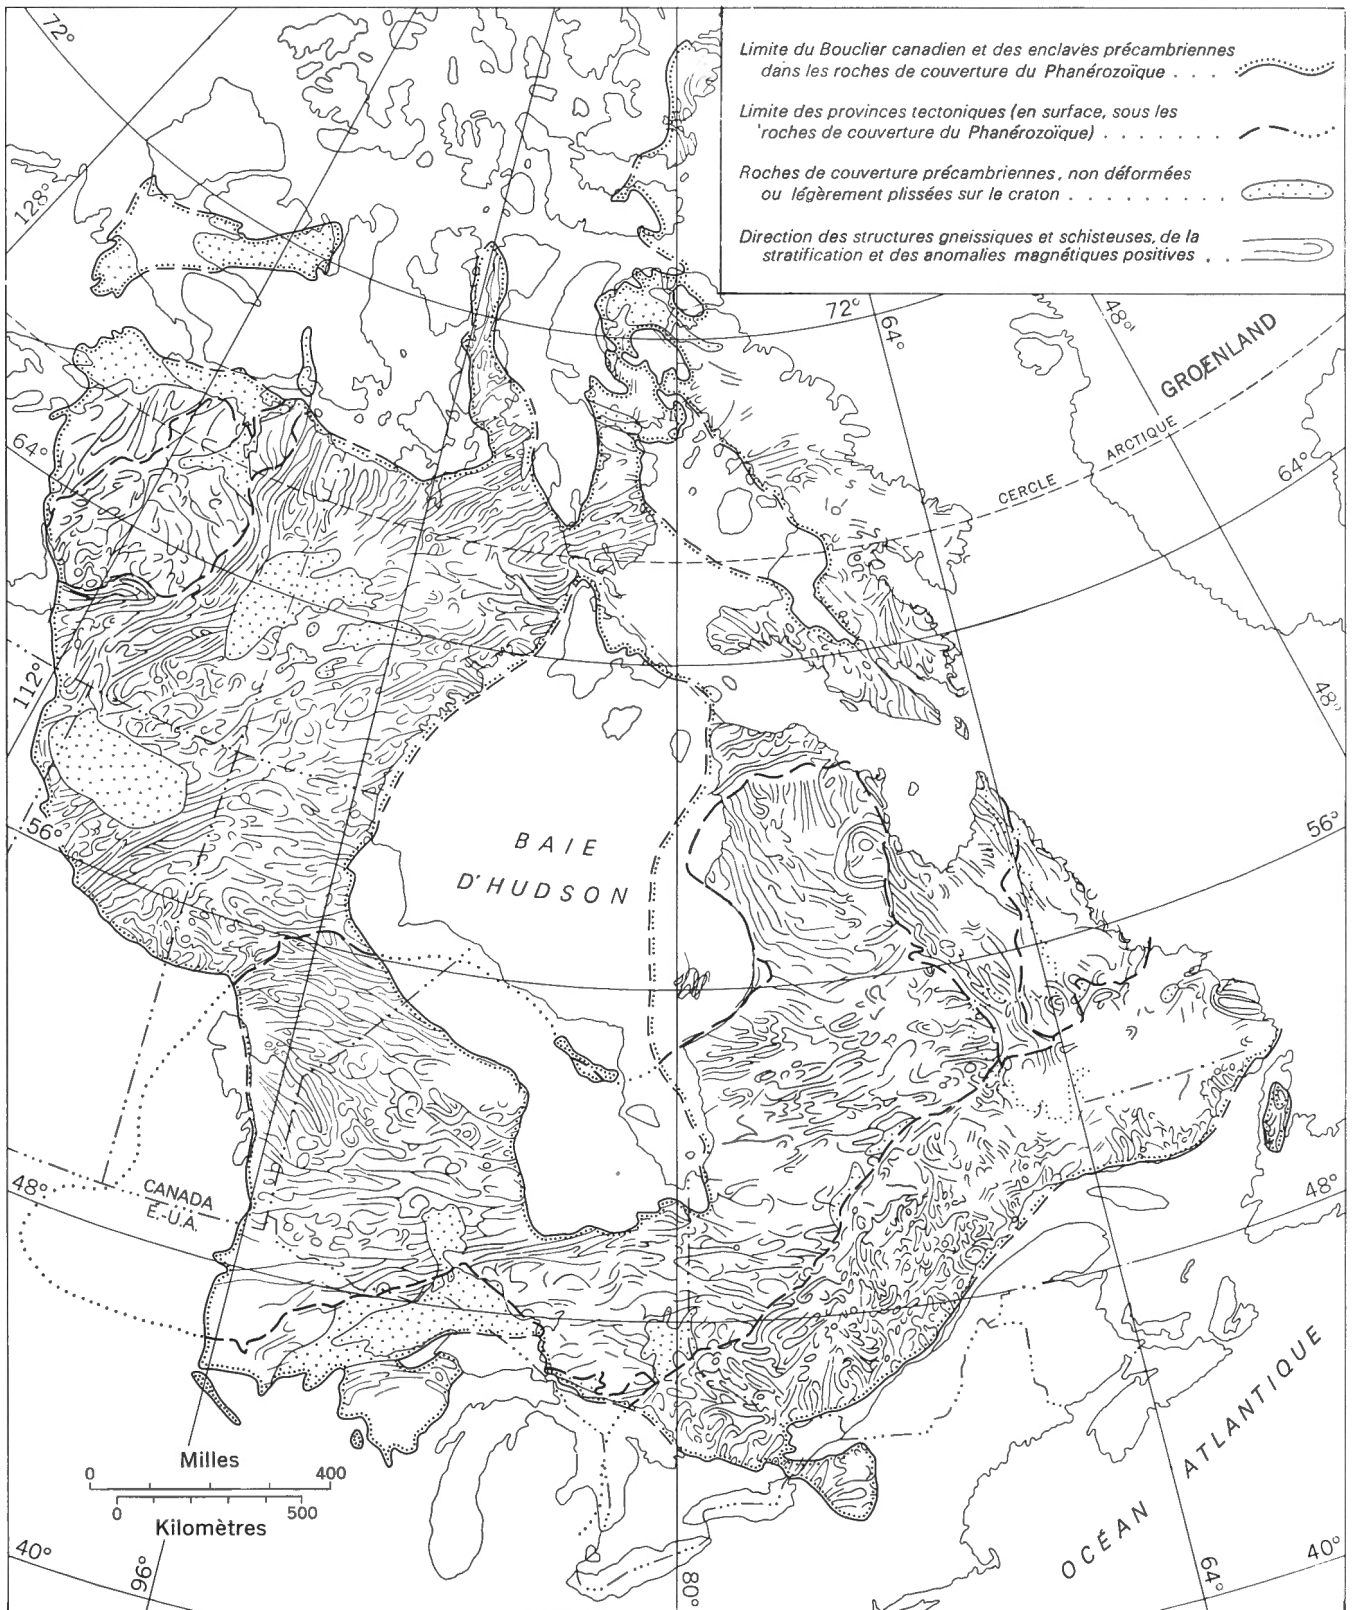 Limite du Bouclier canadien et des enclaves précambriennes
dans les roches de couverture du Phanérozoïque . . .
Limite des provinces tectoniques (en surface, sous les
roches de couverture du Phanérozoïque) . . . . . . . .
Roches de couverture précambriennes, non déformées
ou légèrement plissées sur le craton . . . . . . . . . .
Direction des structures gneissiques et schisteuses, de la
stratification et des anomalies magnétiques positives . .
72°
128°
72°
64°
48°
GROENLAND
CERCLE ARCTIQUE
64°
64°
112°
48°
56°
56°
BAIE
D'HUDSON
48°
CANADA
É.-U.A.
48°
Milles
0 400
0 500
Kilomètres
OCÉAN ATLANTIQUE
40°
96°
80°
64°
40°